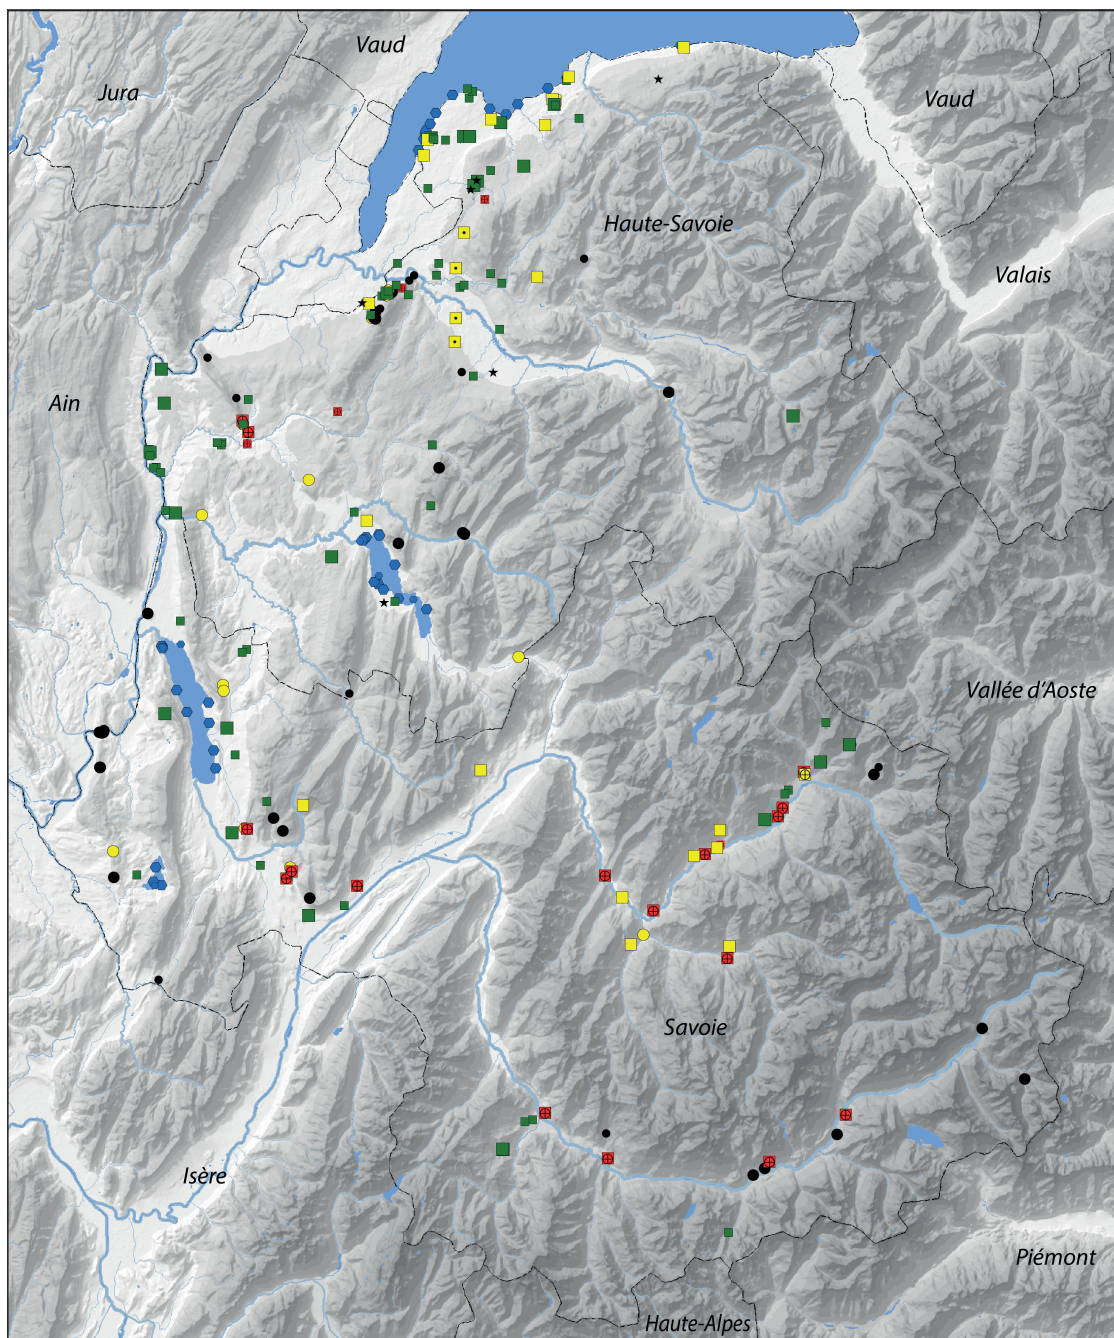 Vaud
Jura
Vaud
Haute-Savoie
Valais
Ain
Vallée d'Aoste
Savoie
Isère
Piémont
Haute-Alpes